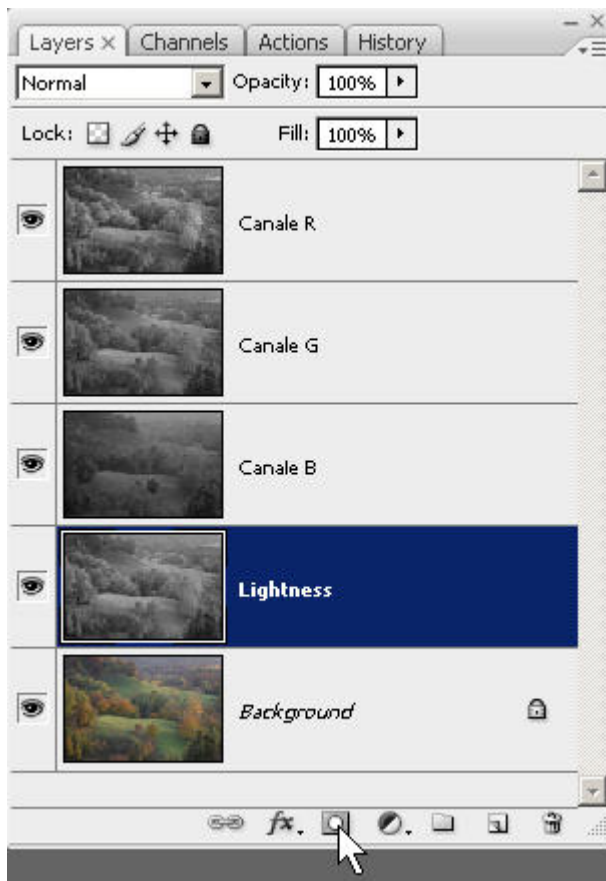 Layers × Channels Actions History
Normal Opacity: 100%
Lock: Fill: 100%
Canale R
Canale G
Canale B
Lightness
Background
fx.